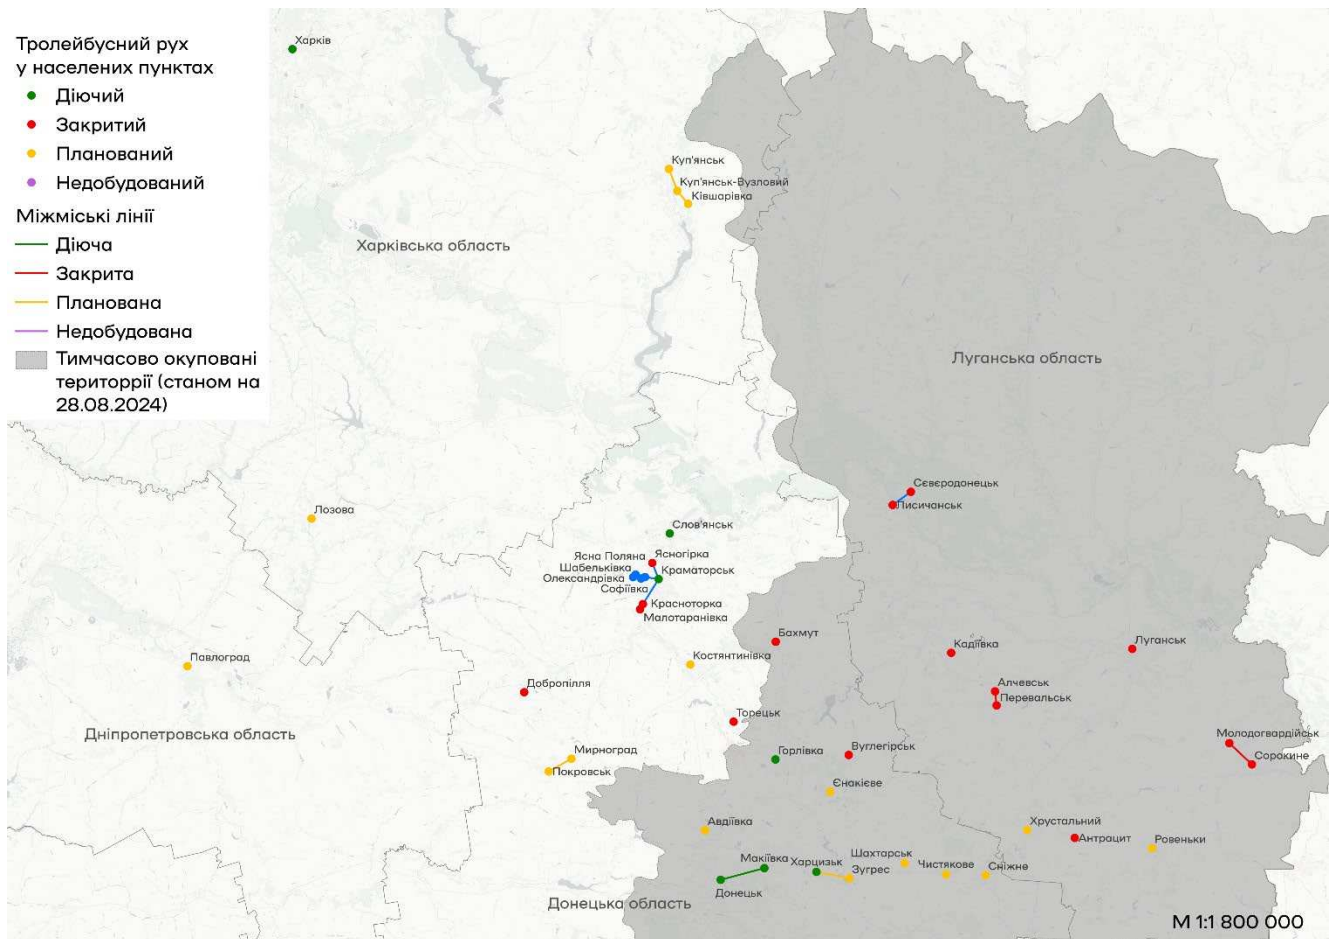 Тролейбусний рух
у населених пунктах
Діючий
Закритий
Планований
Недобудований
Міжміські лінії
Діюча
Закрита
Планована
Недобудована
Тимчасово окуповані
територрії (станом на
28.08.2024)
Харків
Куп'янськ
Куп'янськ-Вузловий
Ківшарівка
Харківська область
Луганська область
Сєвєродонецьк
Лисичанськ
Лозова
Слов'янськ
Ясна Поляна
Ясногірка
Шабельківка
Краматорськ
Олександрівка
Софіївка
Красноторка
Малотаранівка
Бахмут
Луганськ
Кадіївка
Костянтинівка
Павлоград
Добропілля
Алчевськ
Перевальськ
Торецьк
Дніпропетровська область
Молодогвардійськ
Мирноград
Горлівка
Вуглегірськ
Сорокине
Покровськ
Єнакієве
Авдіївка
Хрустальний
Антрацит
Ровеньки
Макіївка
Харцизьк
Шахтарськ
Зугрес
Чистякове
Сніжне
Донецьк
Донецька область
М 1:1 800 000